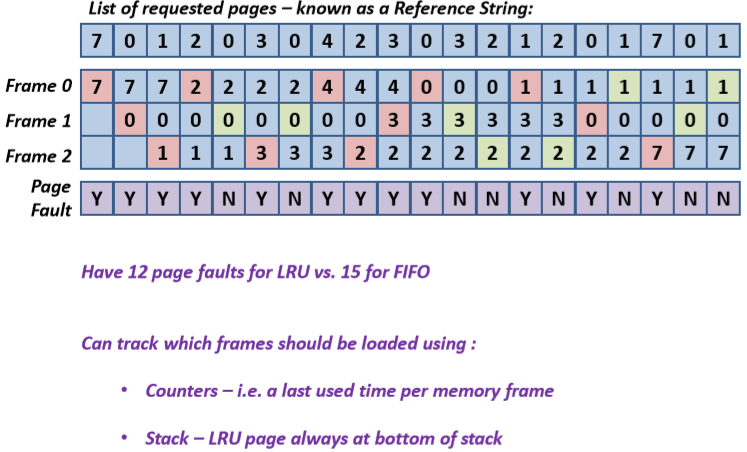 List of requested pages – known as a Reference String:
7 0 1 2 0 3 0 4 2 3 0 3 2 1 2 0 1 7 0 1
Frame 0 7 7 7 2 2 2 2 4 4 4 0 0 0 1 1 1 1 1 1 1
Frame 1 0 0 0 0 0 0 0 0 3 3 3 3 3 3 0 0 0 0 0
Frame 2 1 1 1 3 3 3 2 2 2 2 2 2 2 2 2 7 7 7
Page
Fault Y Y Y Y N Y N Y Y Y Y N N Y N Y N Y N N
Have 12 page faults for LRU vs. 15 for FIFO
Can track which frames should be loaded using :
• Counters – i.e. a last used time per memory frame
• Stack – LRU page always at bottom of stack